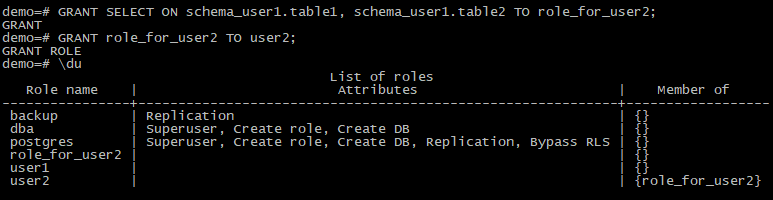 demo=# GRANT SELECT ON schema_user1.table1, schema_user1.table2 TO role_for_user2;
GRANT
demo=# GRANT role_for_user2 TO user2;
GRANT ROLE
demo=# \du
                                     List of roles
   Role name    |                         Attributes                         |    Member of
----------------+------------------------------------------------------------+------------------
 backup         | Replication                                                | {}
 dba            | Superuser, Create role, Create DB                          | {}
 postgres       | Superuser, Create role, Create DB, Replication, Bypass RLS | {}
 role_for_user2 |                                                            | {}
 user1          |                                                            | {}
 user2          |                                                            | {role_for_user2}